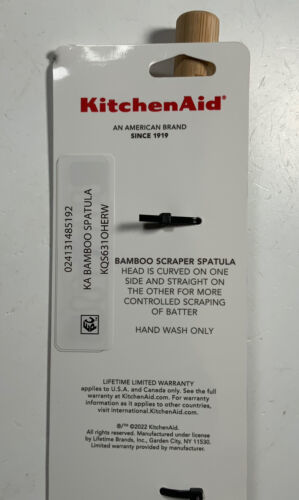 KitchenAid®
AN AMERICAN BRAND
SINCE 1919
024131485192
KA BAMBOO SPATULA
KQS631OHERW
BAMBOO SCRAPER SPATULA
HEAD IS CURVED ON ONE
SIDE AND STRAIGHT ON
THE OTHER FOR MORE
CONTROLLED SCRAPING
OF BATTER
HAND WASH ONLY
LIFETIME LIMITED WARRANTY
applies to U.S.A. and Canada only. See the full
warranty at KitchenAid.com. For warranty
information as it applies to other countries,
visit international.KitchenAid.com.
®/™ ©2022 KitchenAid.
All rights reserved. Manufactured under license
by Lifetime Brands, Inc., Garden City, NY 11530.
Limited warranty provided by manufacturer.